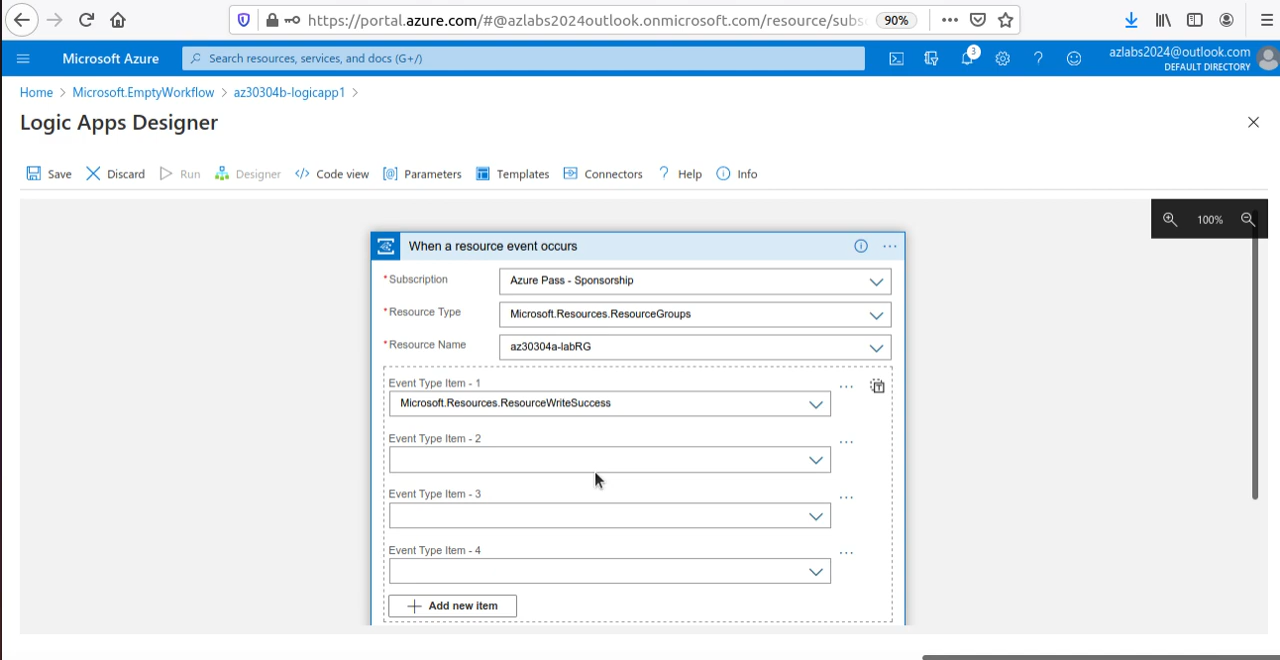 https://portal.azure.com/#@azlabs2024outlook.onmicrosoft.com/resource/subs
90%
Microsoft Azure
Search resources, services, and docs (G+/)
3
azlabs2024@outlook.com
DEFAULT DIRECTORY
Home > Microsoft.EmptyWorkflow > az30304b-logicapp1 >
Logic Apps Designer
Save Discard Run Designer Code view Parameters Templates Connectors Help Info
100%
When a resource event occurs
*Subscription Azure Pass - Sponsorship
*Resource Type Microsoft.Resources.ResourceGroups
*Resource Name az30304a-labRG
Event Type Item - 1
Microsoft.Resources.ResourceWriteSuccess
Event Type Item - 2
Event Type Item - 3
Event Type Item - 4
Add new item